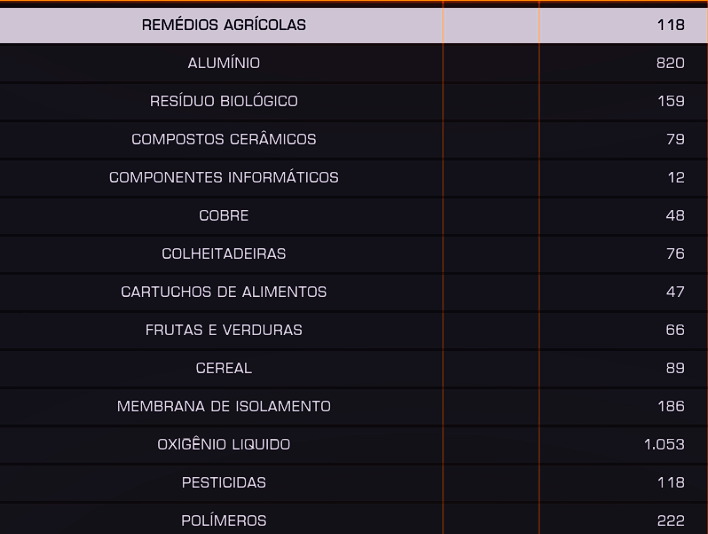 REMÉDIOS AGRÍCOLAS 118
ALUMÍNIO 820
RESÍDUO BIOLÓGICO 159
COMPOSTOS CERÂMICOS 79
COMPONENTES INFORMÁTICOS 12
COBRE 48
COLHEITADEIRAS 76
CARTUCHOS DE ALIMENTOS 47
FRUTAS E VERDURAS 66
CEREAL 89
MEMBRANA DE ISOLAMENTO 186
OXIGÊNIO LIQUIDO 1.053
PESTICIDAS 118
POLÍMEROS 222